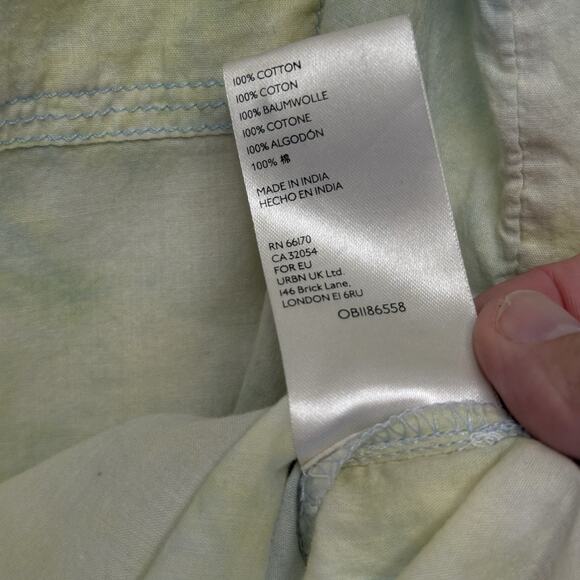 100% COTTON
100% COTON
100% BAUMWOLLE
100% COTONE
100% ALGODÓN
100% 棉
MADE IN INDIA
HECHO EN INDIA
RN 66170
CA 32054
FOR EU
URBN UK Ltd.
146 Brick Lane,
LONDON E1 6RU
OB1186558